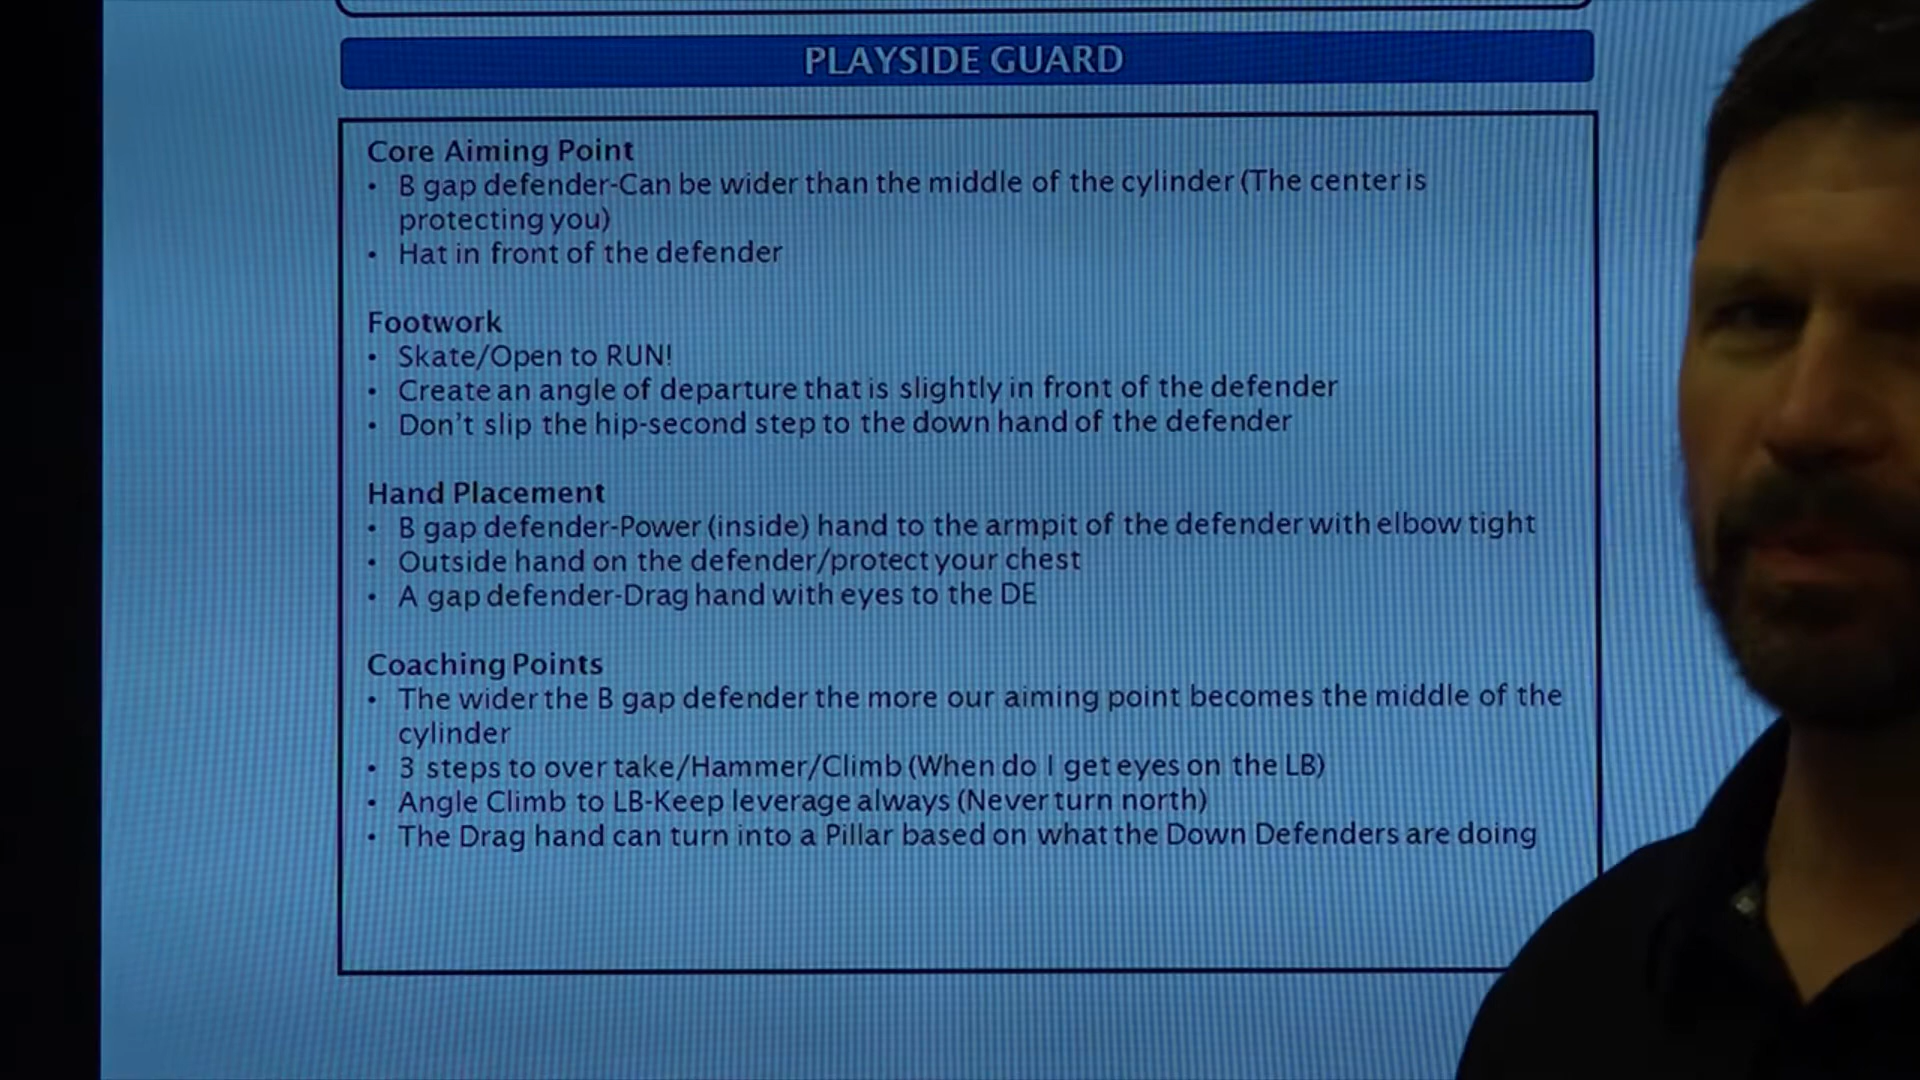 PLAYSIDE GUARD
Core Aiming Point
• B gap defender-Can be wider than the middle of the cylinder (The center is
protecting you)
• Hat in front of the defender
Footwork
• Skate/Open to RUN!
• Create an angle of departure that is slightly in front of the defender
• Don't slip the hip-second step to the down hand of the defender
Hand Placement
• B gap defender-Power (inside) hand to the armpit of the defender with elbow tight
• Outside hand on the defender/protect your chest
• A gap defender-Drag hand with eyes to the DE
Coaching Points
• The wider the B gap defender the more our aiming point becomes the middle of the
cylinder
• 3 steps to over take/Hammer/Climb (When do I get eyes on the LB)
• Angle Climb to LB-Keep leverage always (Never turn north)
• The Drag hand can turn into a Pillar based on what the Down Defenders are doing